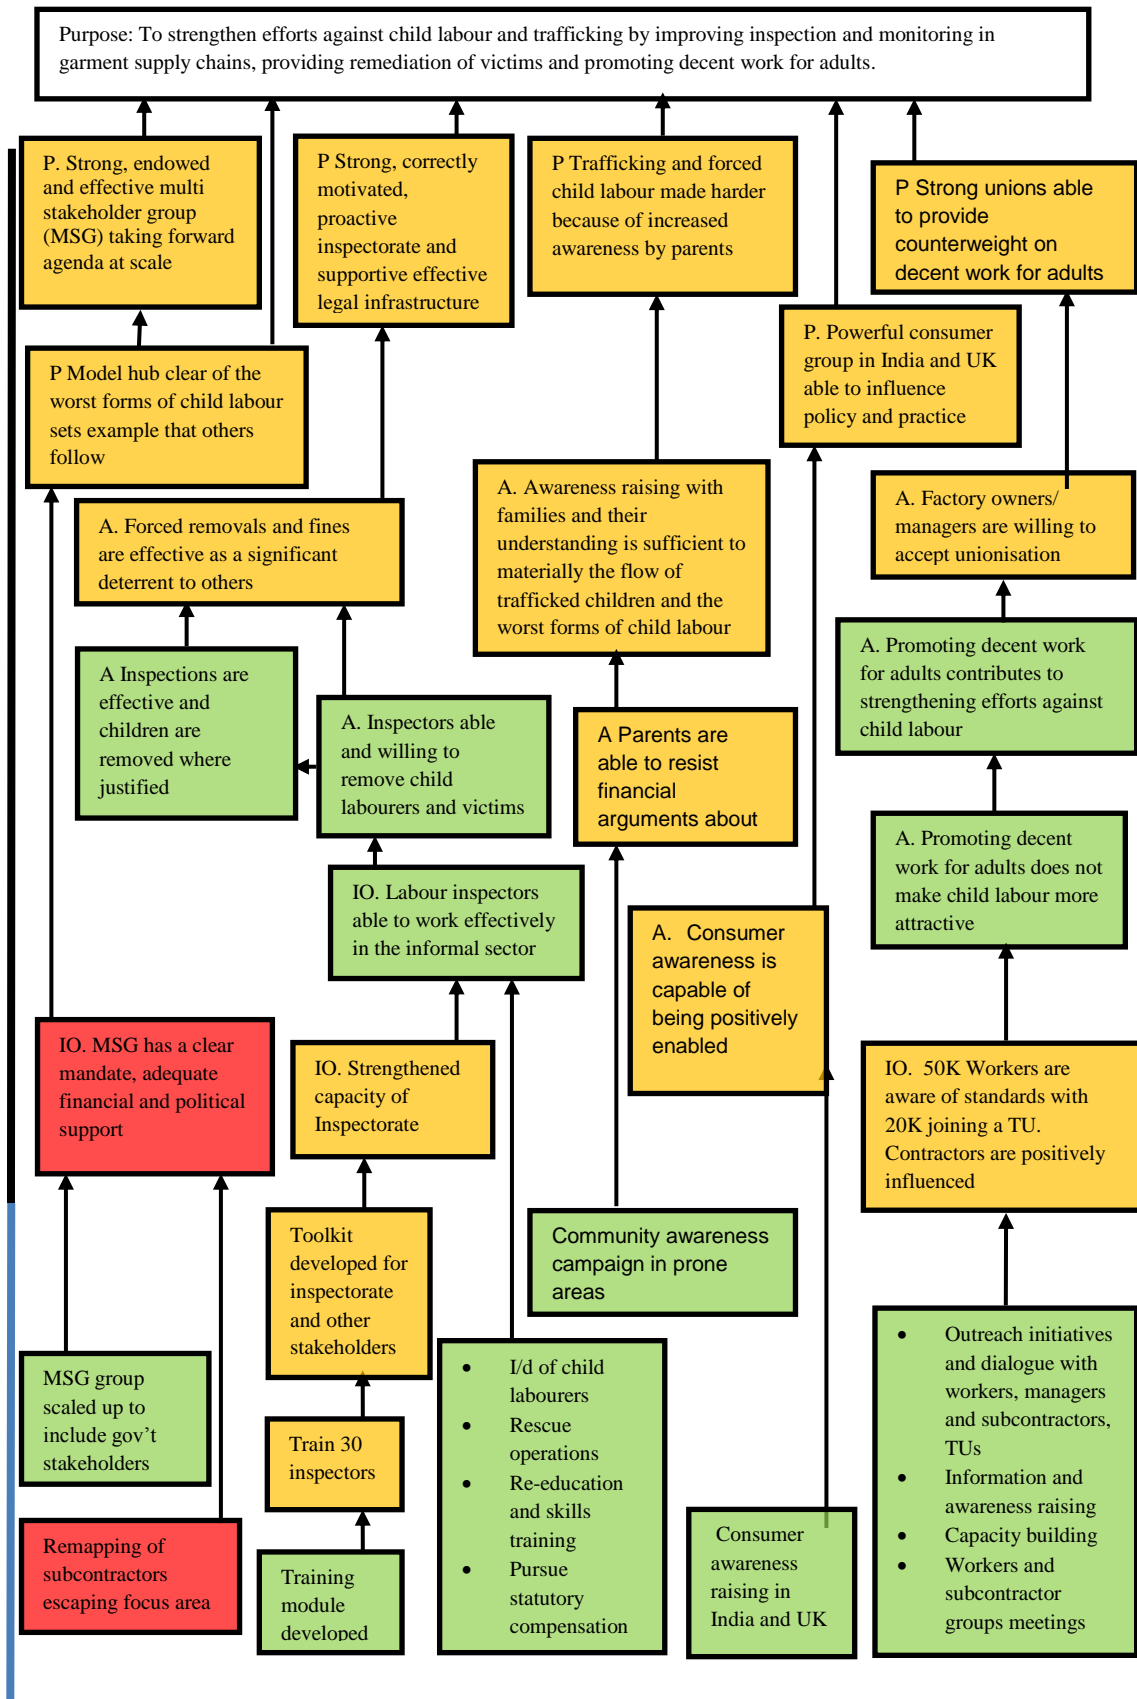 Purpose: To strengthen efforts against child labour and trafficking by improving inspection and monitoring in
garment supply chains, providing remediation of victims and promoting decent work for adults.
P. Strong, endowed
and effective multi
stakeholder group
(MSG) taking forward
agenda at scale
P Strong, correctly
motivated,
proactive
inspectorate and
supportive effective
legal infrastructure
P Trafficking and forced
child labour made harder
because of increased
awareness by parents
P Strong unions able
to provide
counterweight on
decent work for adults
P. Powerful consumer
group in India and UK
able to influence
policy and practice
P Model hub clear of the
worst forms of child labour
sets example that others
follow
A. Awareness raising with
families and their
understanding is sufficient to
materially the flow of
trafficked children and the
worst forms of child labour
A. Factory owners/
managers are willing to
accept unionisation
A. Forced removals and fines
are effective as a significant
deterrent to others
A. Promoting decent work
for adults contributes to
strengthening efforts against
child labour
A Inspections are
effective and
children are
removed where
justified
A. Inspectors able
and willing to
remove child
labourers and victims
A Parents are
able to resist
financial
arguments about
A. Promoting decent
work for adults does not
make child labour more
attractive
IO. Labour inspectors
able to work effectively
in the informal sector
A. Consumer
awareness is
capable of
being positively
enabled
IO. MSG has a clear
mandate, adequate
financial and political
support
IO. Strengthened
capacity of
Inspectorate
IO. 50K Workers are
aware of standards with
20K joining a TU.
Contractors are positively
influenced
Toolkit
developed for
inspectorate
and other
stakeholders
Community awareness
campaign in prone
areas
MSG group
scaled up to
include gov't
stakeholders
• I/d of child
labourers
• Rescue
operations
• Re-education
and skills
training
• Pursue
statutory
compensation
• Outreach initiatives
and dialogue with
workers, managers
and subcontractors,
TUs
• Information and
awareness raising
• Capacity building
• Workers and
subcontractor
groups meetings
Train 30
inspectors
Remapping of
subcontractors
escaping focus area
Training
module
developed
Consumer
awareness
raising in
India and UK